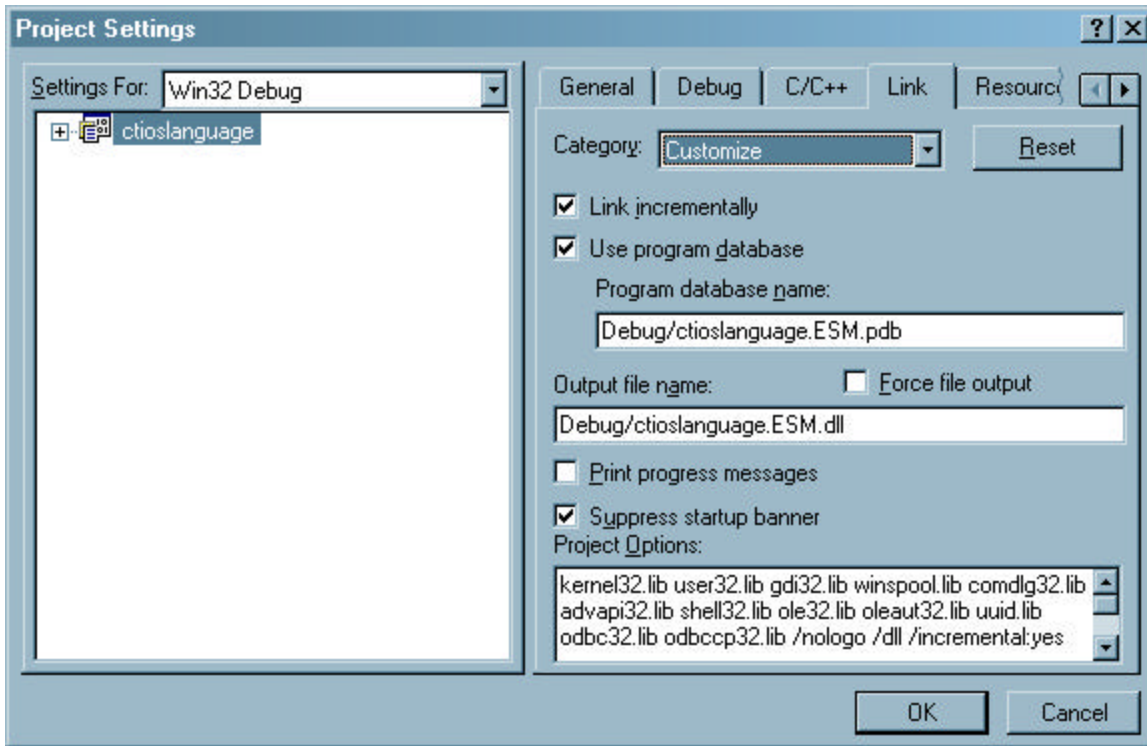 Project Settings
Settings For: Win32 Debug
ctioslanguage
General Debug C/C++ Link
Category: Customize Reset
Link incrementally
Use program database
Program database name:
Debug/ctioslanguage.ESM.pdb
Output file name: Force file output
Debug/ctioslanguage.ESM.dll
Print progress messages
Suppress startup banner
Project Options:
kernel32.lib user32.lib gdi32.lib winspool.lib comdlg32.lib
advapi32.lib shell32.lib ole32.lib oleaut32.lib uuid.lib
odbc32.lib odbccp32.lib /nologo /dll /incremental:yes
OK Cancel